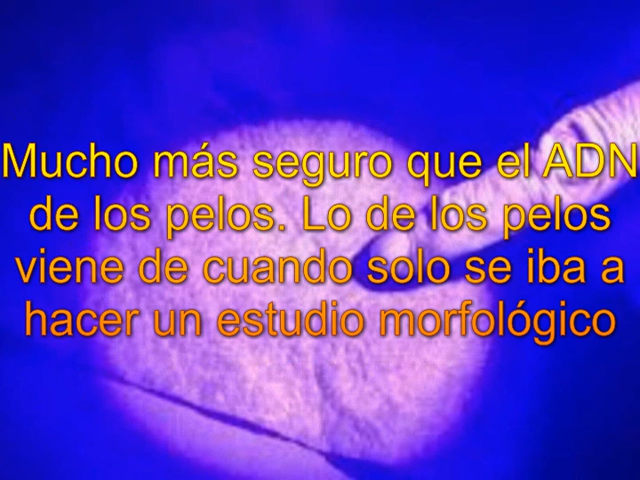 Mucho más seguro que el ADN
de los pelos. Lo de los pelos
viene de cuando solo se iba a
hacer un estudio morfológico